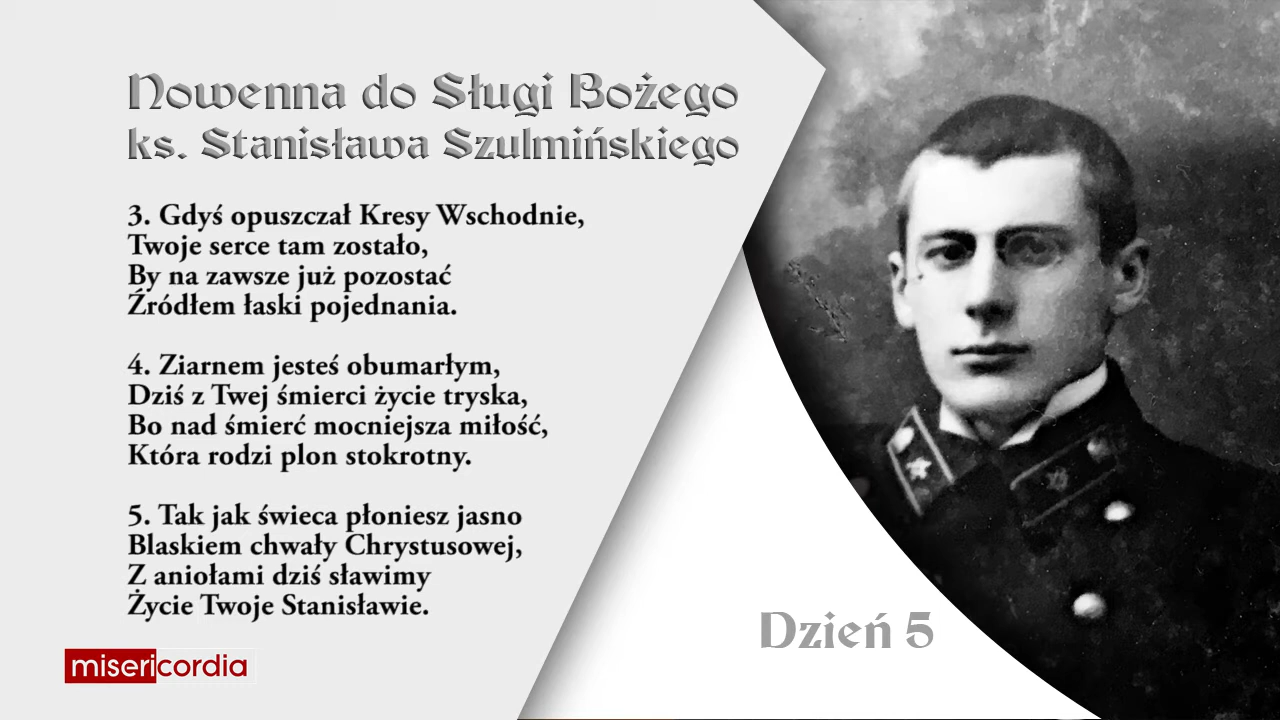 Nowenna do Sługi Bożego
ks. Stanisława Szulmińskiego
3. Gdyś opuszczał Kresy Wschodnie,
Twoje serce tam zostało,
By na zawsze już pozostać
Źródłem łaski pojednania.
4. Ziarnem jesteś obumarłym,
Dziś z Twej śmierci życie tryska,
Bo nad śmierć mocniejsza miłość,
Która rodzi plon stokrotny.
5. Tak jak świeca płoniesz jasno
Blaskiem chwały Chrystusowej,
Z aniołami dziś sławimy
Życie Twoje Stanisławie.
Dzień 5
misericordia